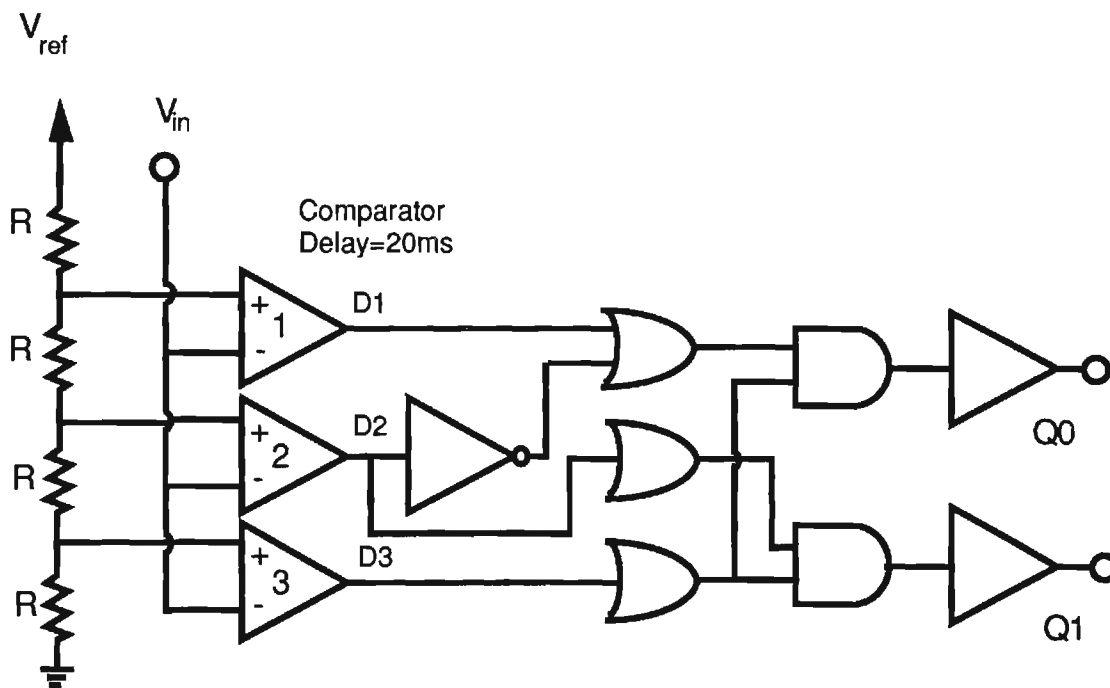 V_ref
V_in
R
Comparator
Delay=20ms
+
1
-
D1
R
+
2
-
D2
Q0
R
+
3
-
D3
R
Q1